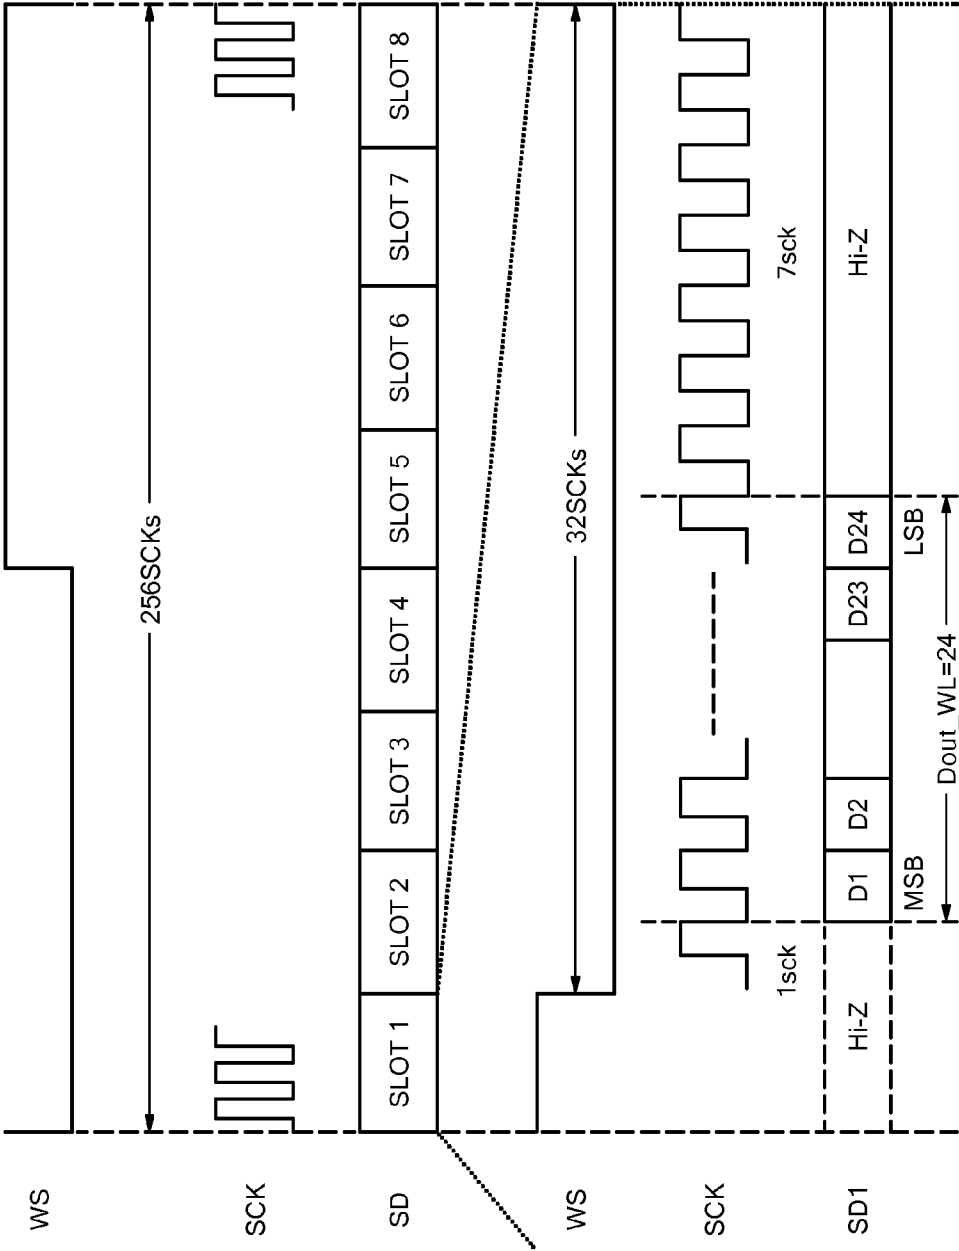 WS
256SCKs
SCK
SD
SLOT 1
SLOT 2
SLOT 3
SLOT 4
SLOT 5
SLOT 6
SLOT 7
SLOT 8
WS
32SCKs
SCK
1sck
7sck
SD1
Hi-Z
D1
D2
D23
D24
Hi-Z
MSB
LSB
Dout_WL=24